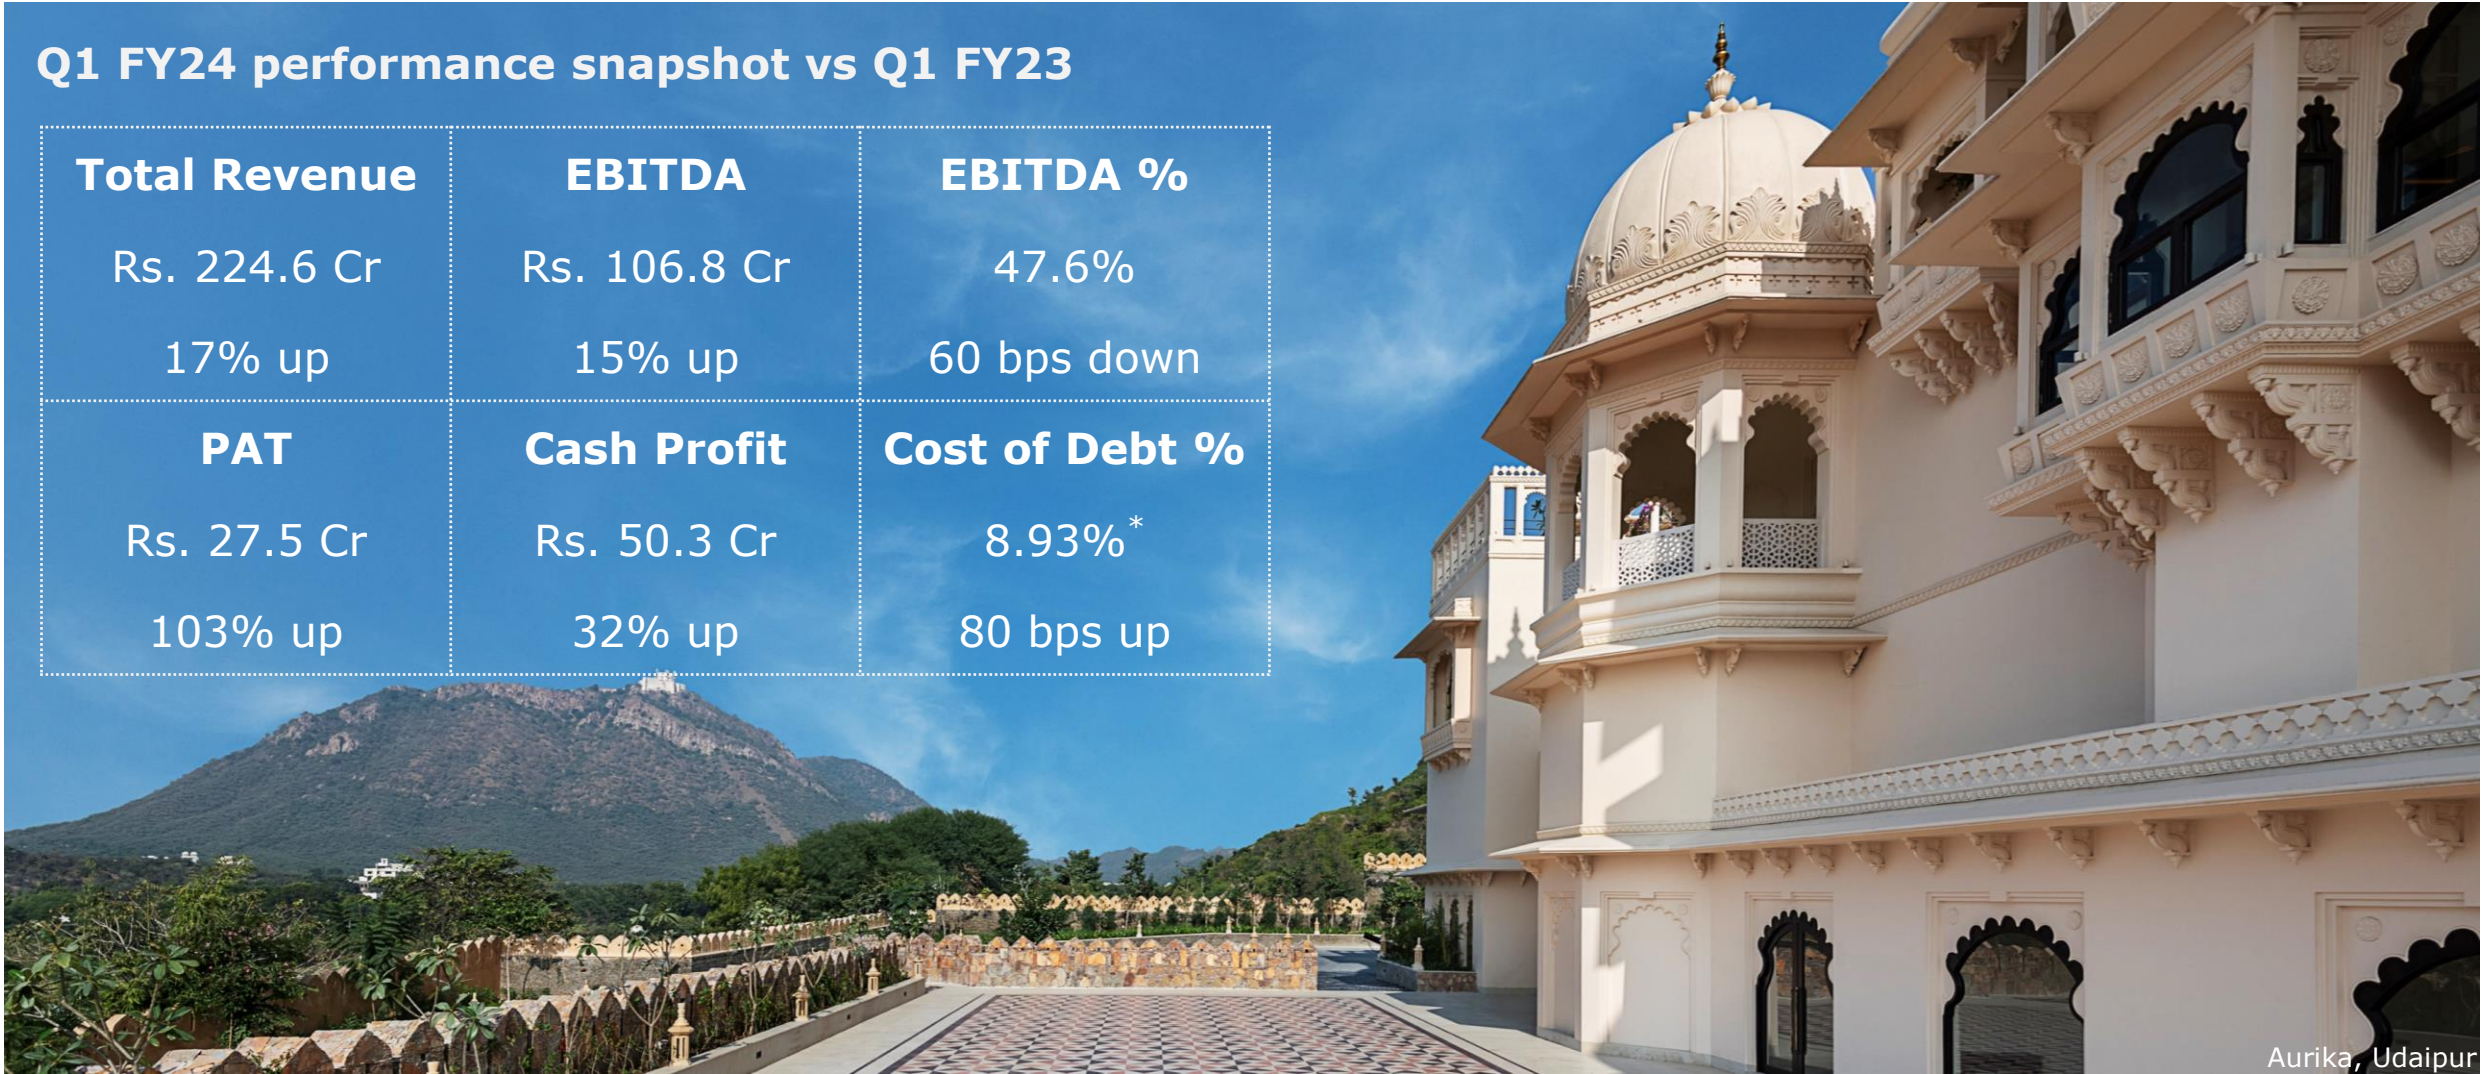 Q1 FY24 performance snapshot vs Q1 FY23
Total Revenue
Rs. 224.6 Cr
17% up
EBITDA
Rs. 106.8 Cr
15% up
EBITDA %
47.6%
60 bps down
PAT
Rs. 27.5 Cr
103% up
Cash Profit
Rs. 50.3 Cr
32% up
Cost of Debt %
8.93%*
80 bps up
Aurika, Udaipur